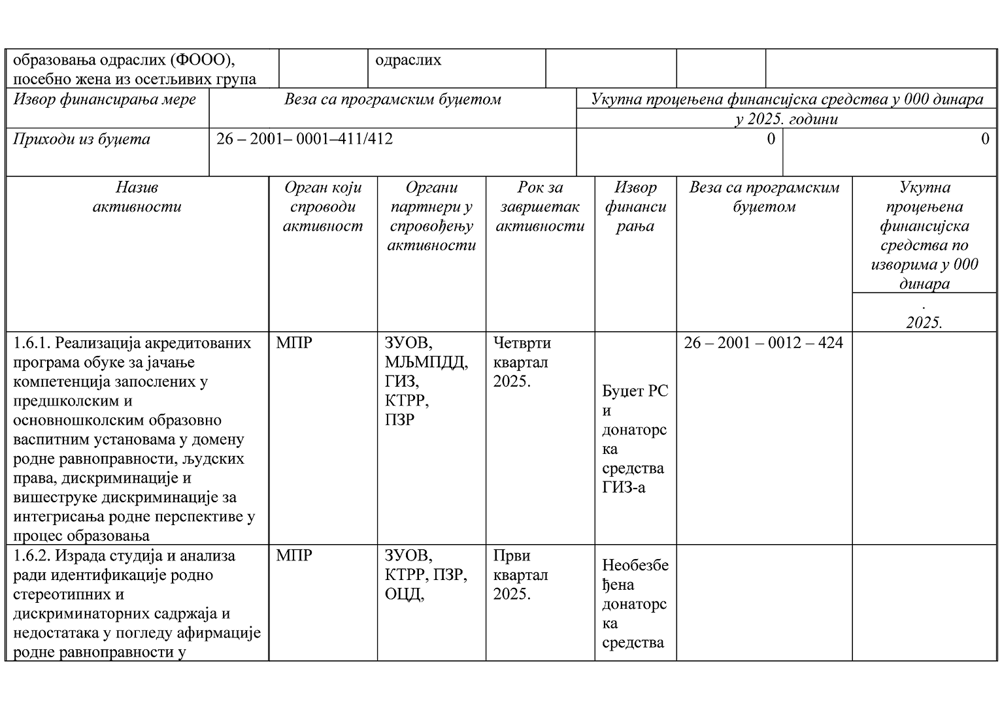 образовања одраслих (ФООО),
посебно жена из осетљивих група
одраслих
Извор финансирања мере
Веза са програмским буџетом
Укупна процењена финансијска средства у 000 динара
у 2025. години
Приходи из буџета
26 – 2001– 0001–411/412
0
0
Назив
активности
Орган који
спроводи
активност
Органи
партнери у
спровођењу
активности
Рок за
завршетак
активности
Извор
финанси
рања
Веза са програмским
буџетом
Укупна
процењена
финансијска
средства по
изворима у 000
динара
.
2025.
1.6.1. Реализација акредитованих
програма обуке за јачање
компетенција запослених у
предшколским и
основношколским образовно
васпитним установама у домену
родне равноправности, људских
права, дискриминације и
вишеструке дискриминације за
интегрисања родне перспективе у
процес образовања
МПР
ЗУОВ,
МЉМПДД,
ГИЗ,
КТРР,
ПЗР
Четврти
квартал
2025.
Буџет РС
и
донаторс
ка
средства
ГИЗ-а
26 – 2001 – 0012 – 424
1.6.2. Израда студија и анализа
ради идентификације родно
стереотипних и
дискриминаторних садржаја и
недостатака у погледу афирмације
родне равноправности у
МПР
ЗУОВ,
КТРР, ПЗР,
ОЦД,
Први
квартал
2025.
Необезбе
ђена
донаторс
ка
средства